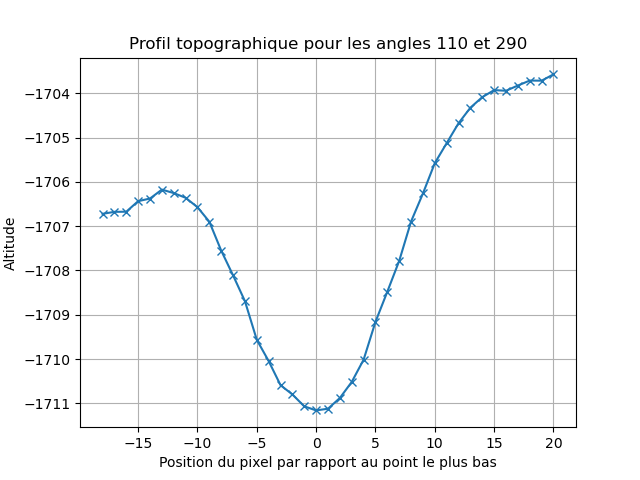 Profil topographique pour les angles 110 et 290
Altitude
−1704
−1705
−1706
−1707
−1708
−1709
−1710
−1711
−15 −10 −5 0 5 10 15 20
Position du pixel par rapport au point le plus bas